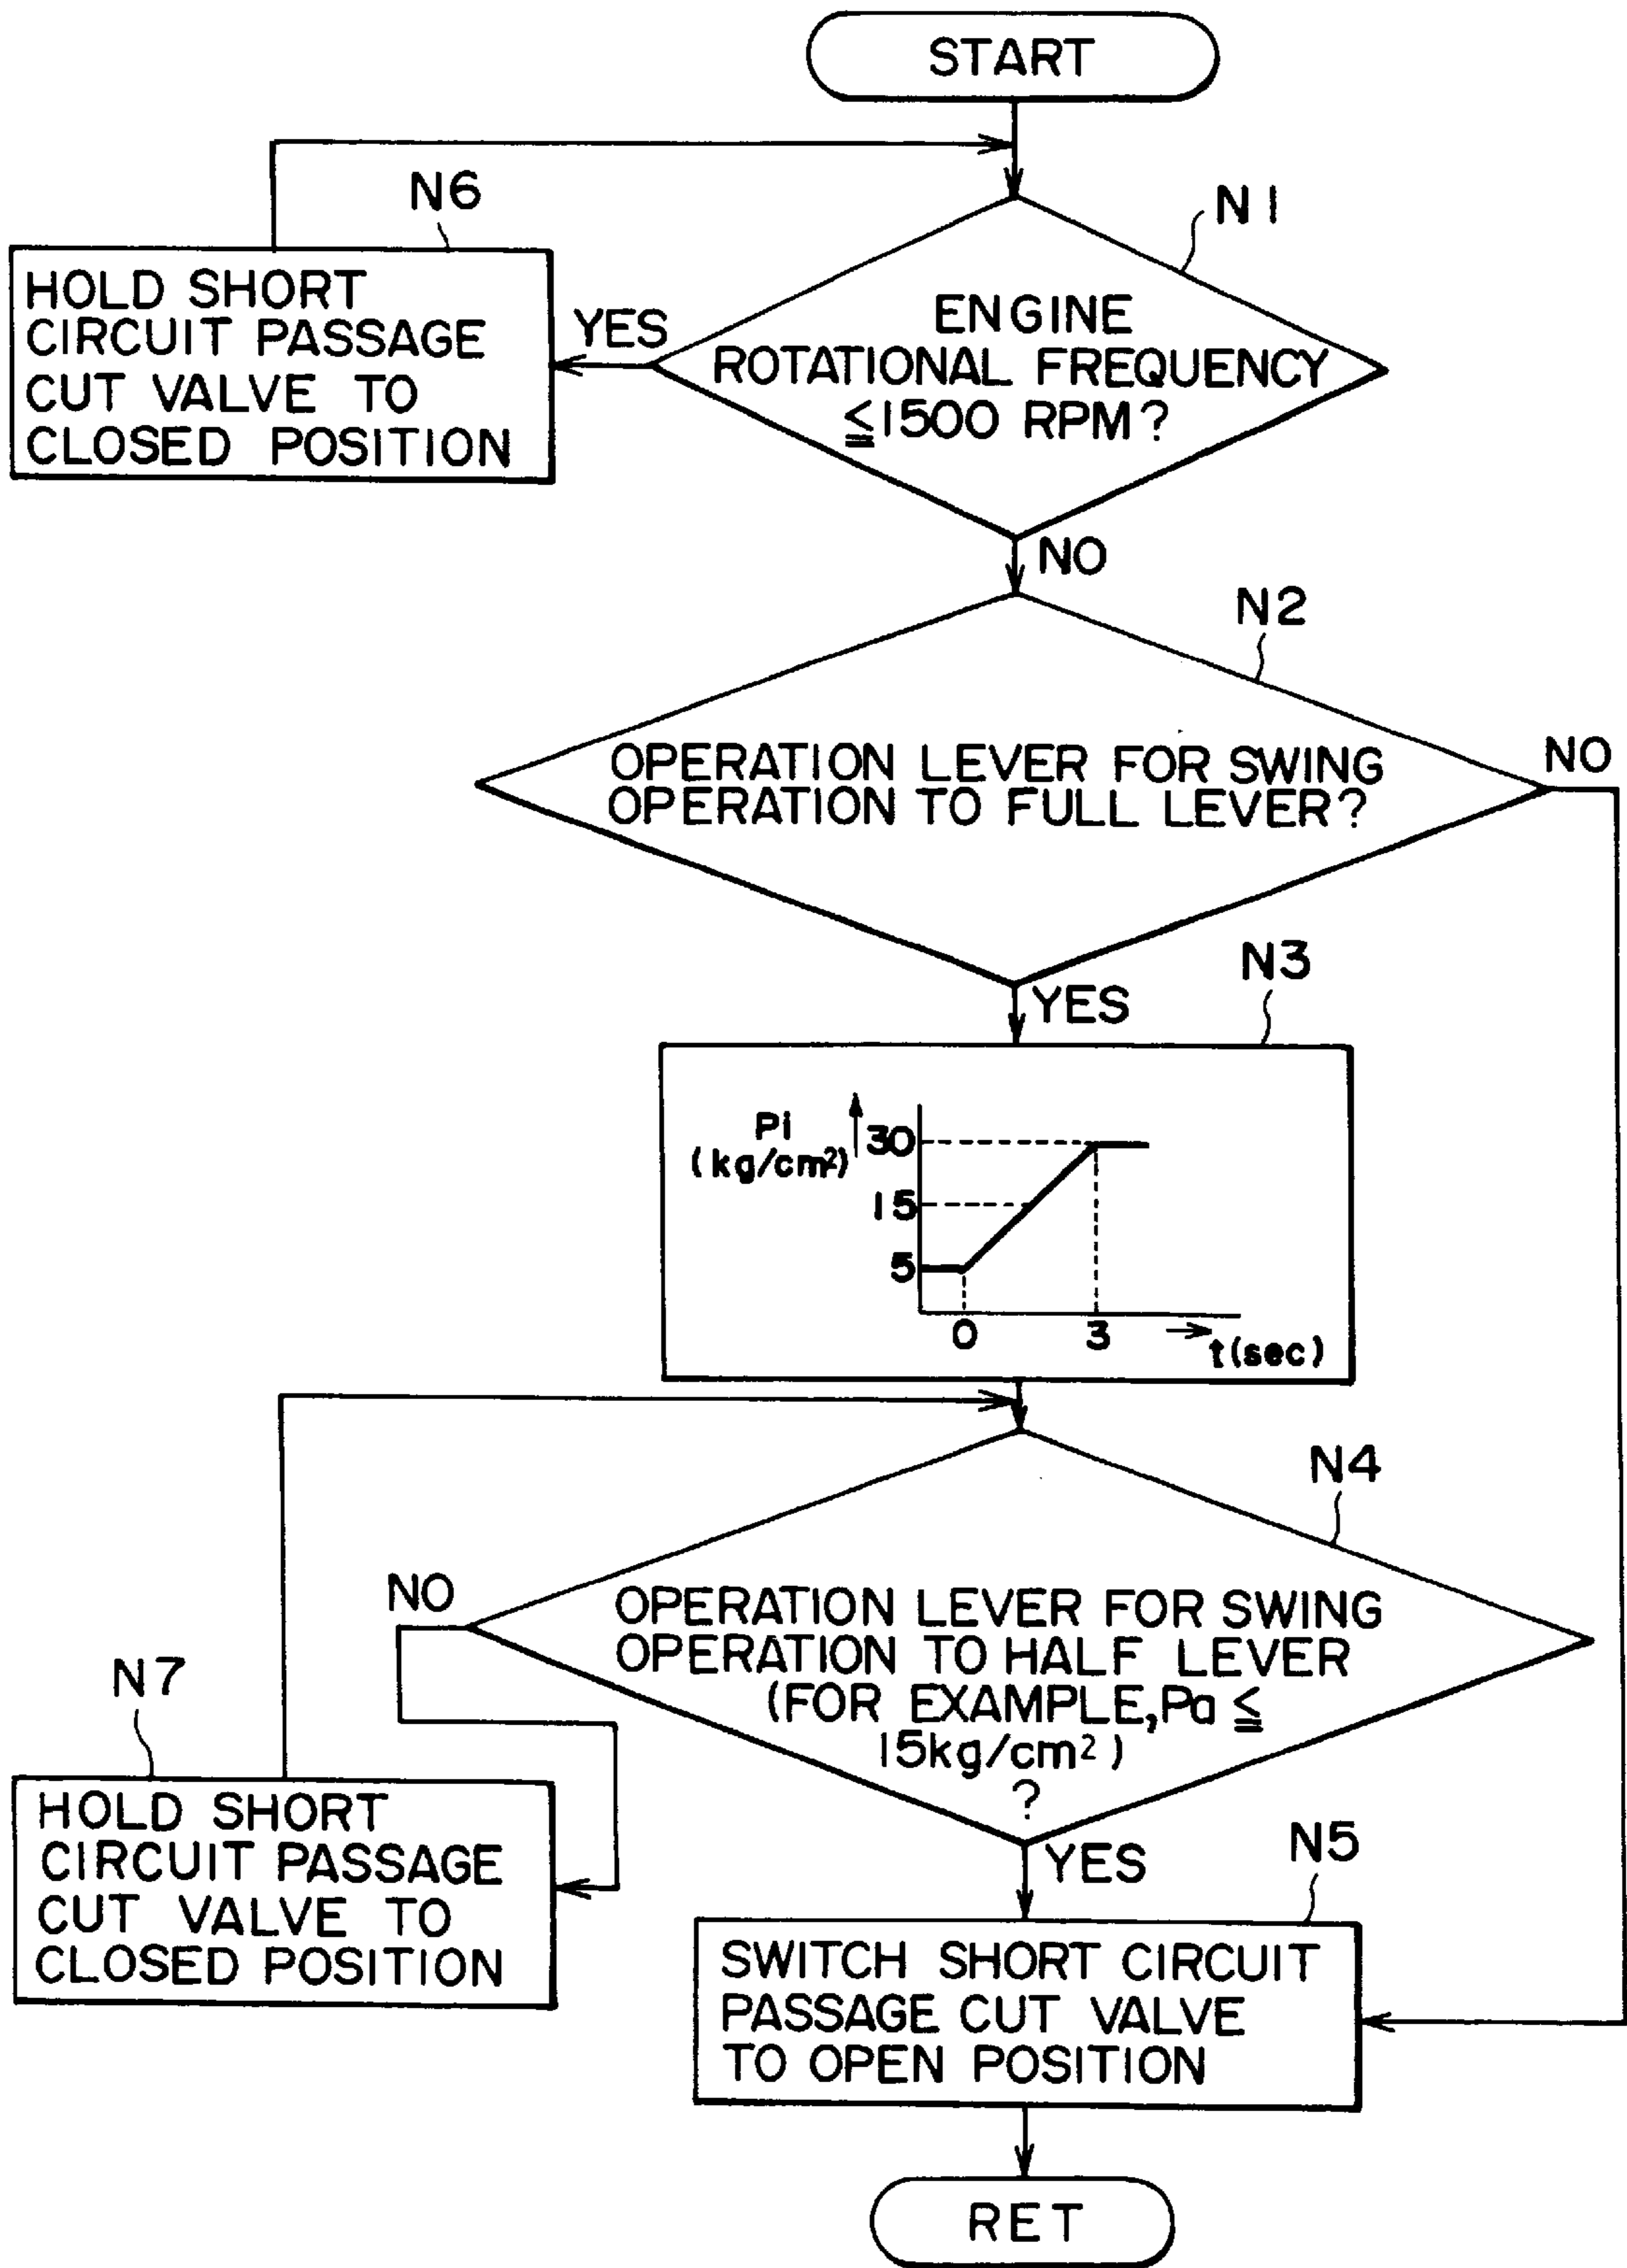 START
N6
N1
HOLD SHORT
CIRCUIT PASSAGE
CUT VALVE TO
CLOSED POSITION
YES
ENGINE
ROTATIONAL FREQUENCY
≦1500 RPM?
NO
N2
OPERATION LEVER FOR SWING
OPERATION TO FULL LEVER?
NO
YES
N3
Pi
(kg/cm²)
30
15
5
0
3
t(sec)
N4
NO
OPERATION LEVER FOR SWING
OPERATION TO HALF LEVER
(FOR EXAMPLE,Pa ≦
15kg/cm²)
?
N7
HOLD SHORT
CIRCUIT PASSAGE
CUT VALVE TO
CLOSED POSITION
YES
N5
SWITCH SHORT CIRCUIT
PASSAGE CUT VALVE
TO OPEN POSITION
RET